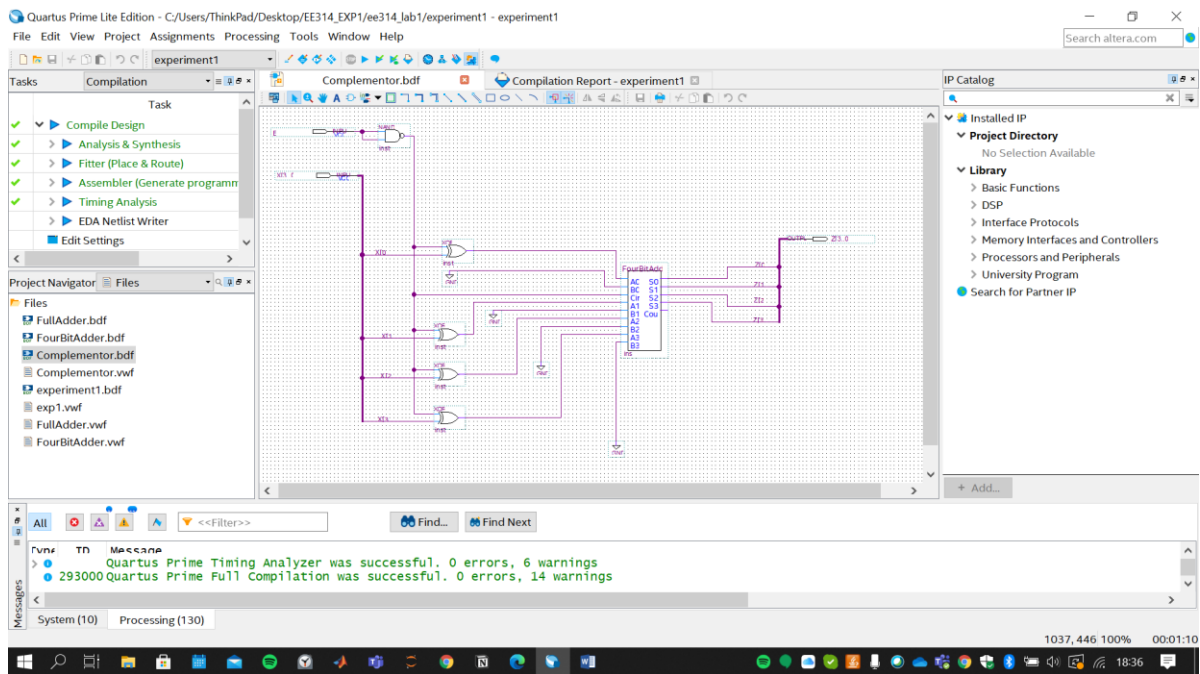 Quartus Prime Lite Edition - C:/Users/ThinkPad/Desktop/EE314_EXP1/ee314_lab1/experiment1 - experiment1
File Edit View Project Assignments Processing Tools Window Help
Search altera.com
experiment1
Tasks Compilation
Complementor.bdf
Compilation Report - experiment1
IP Catalog
Task
Compile Design
Analysis & Synthesis
Fitter (Place & Route)
Assembler (Generate programm
Timing Analysis
EDA Netlist Writer
Edit Settings
Project Navigator Files
Files
FullAdder.bdf
FourBitAdder.bdf
Complementor.bdf
Complementor.vwf
experiment1.bdf
exp1.vwf
FullAdder.vwf
FourBitAdder.vwf
E
FourBitAdc
AC S0
BC S1
Cir S2
A1 S3
B1 Cou
A2
B2
A3
B3
Installed IP
Project Directory
No Selection Available
Library
Basic Functions
DSP
Interface Protocols
Memory Interfaces and Controllers
Processors and Peripherals
University Program
Search for Partner IP
+ Add...
All
<<Filter>>
Find...
Find Next
Type ID Message
Quartus Prime Timing Analyzer was successful. 0 errors, 6 warnings
293000 Quartus Prime Full Compilation was successful. 0 errors, 14 warnings
Messages
System (10) Processing (130)
1037, 446 100% 00:01:10
18:36